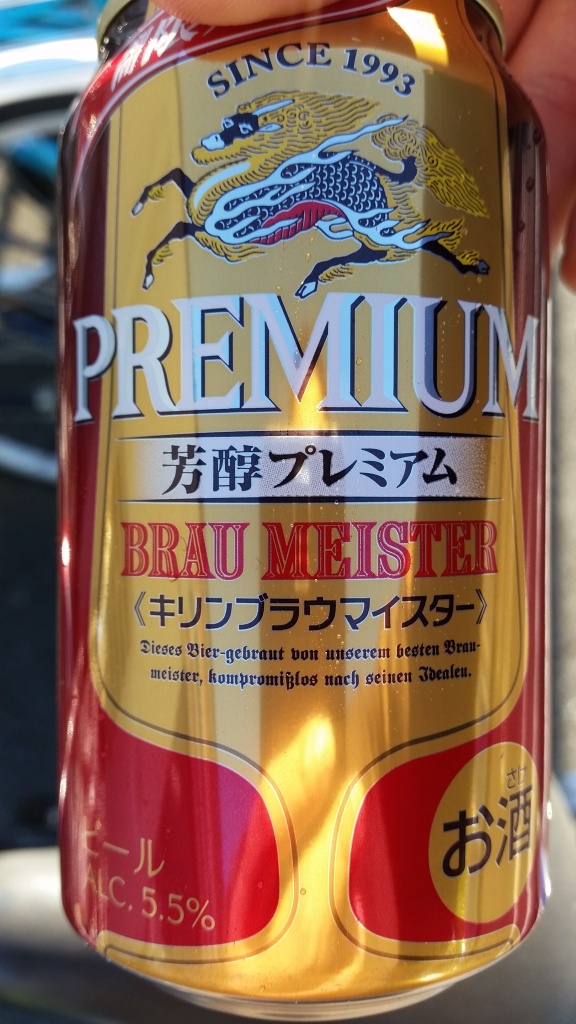 SINCE 1993
PREMIUM
芳醇プレミアム
BRAU MEISTER
《キリンブラウマイスター》
Dieses Bier-gebraut von unserem besten Brau-
meister, kompromißlos nach seinen Idealen.
ビール
ALC. 5.5%
さけ
お酒